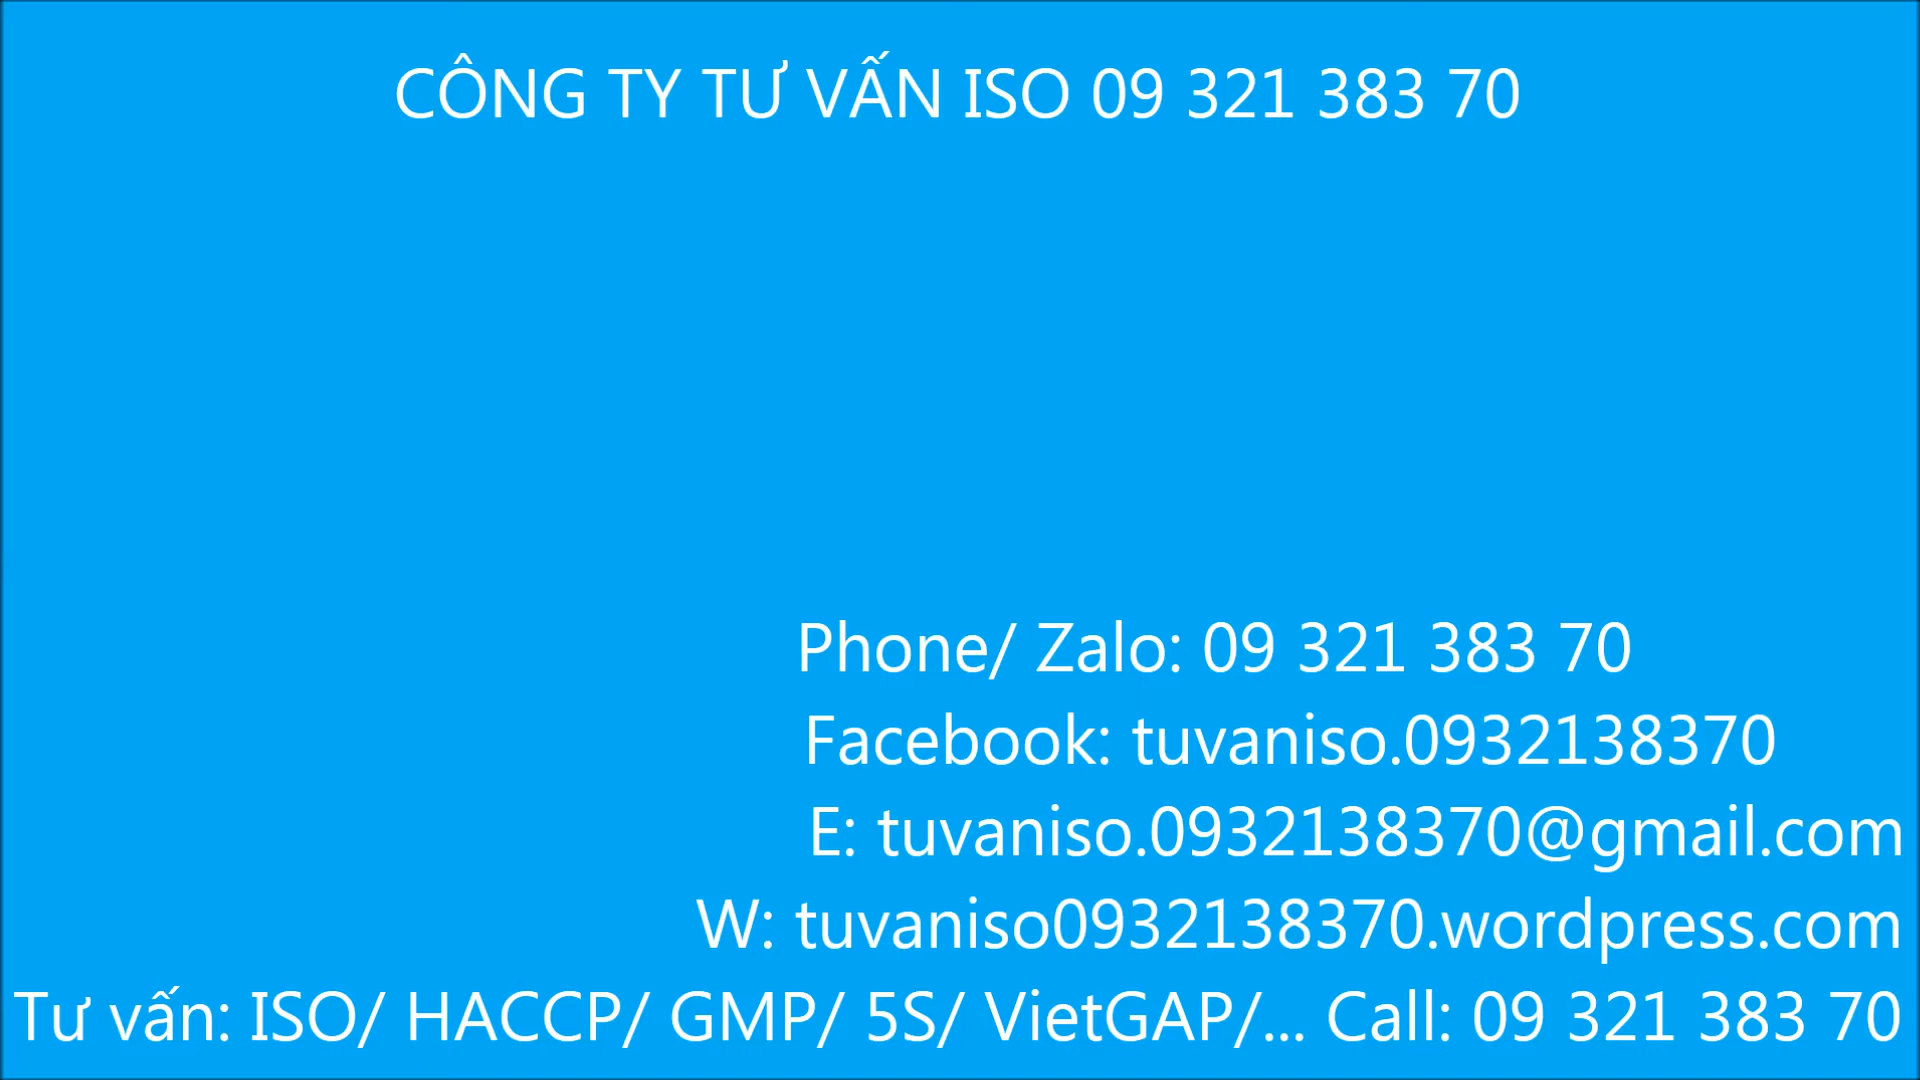 CÔNG TY TƯ VẤN ISO 09 321 383 70
Phone/ Zalo: 09 321 383 70
Facebook: tuvaniso.0932138370
E: tuvaniso.0932138370@gmail.com
W: tuvaniso0932138370.wordpress.com
Tư vấn: ISO/ HACCP/ GMP/ 5S/ VietGAP/... Call: 09 321 383 70